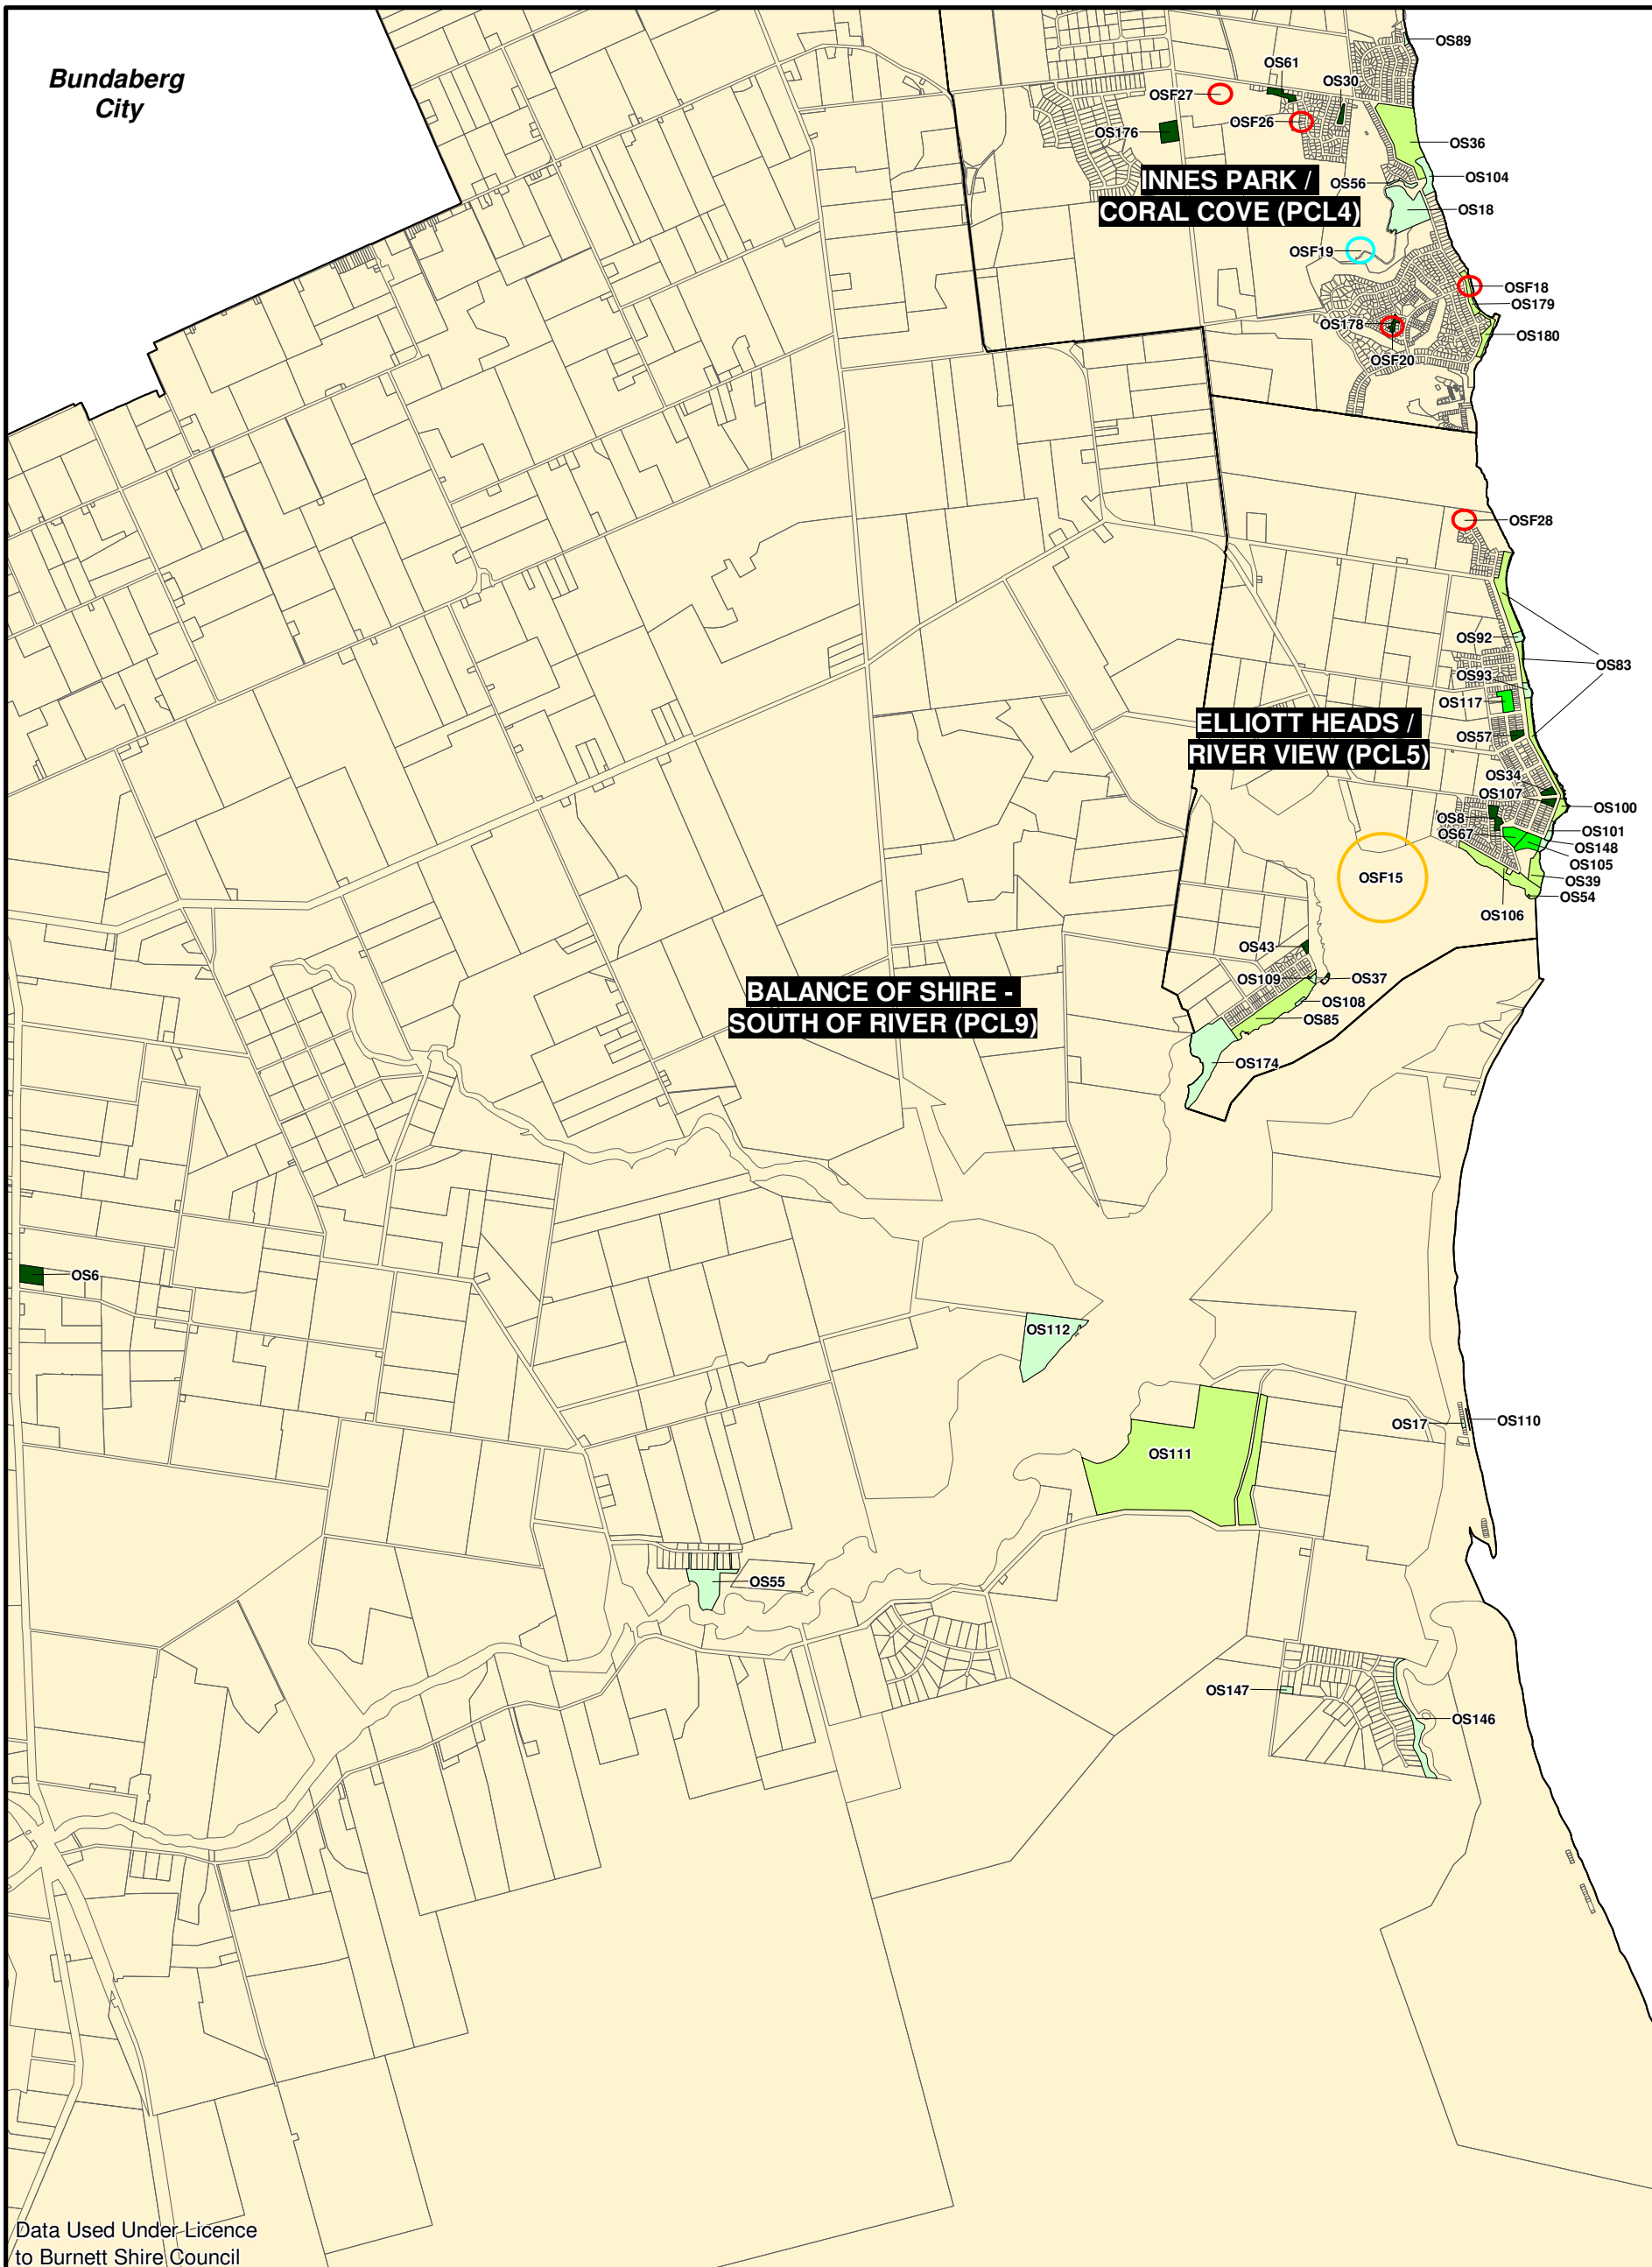 Bundaberg
City
OS89
OS61
OS30
OSF27
OSF26
OS176
OS36
INNES PARK /
CORAL COVE (PCL4)
OS56
OS104
OS18
OSF19
OSF18
OS179
OS178
OS180
OSF20
OSF28
OS92
OS83
OS93
OS117
ELLIOTT HEADS /
RIVER VIEW (PCL5)
OS57
OS34
OS107
OS100
OS8
OS67
OS101
OS148
OS105
OSF15
OS39
OS54
OS106
OS43
OS109
OS37
BALANCE OF SHIRE -
SOUTH OF RIVER (PCL9)
OS108
OS85
OS174
OS6
OS112
OS17
OS110
OS111
OS55
OS147
OS146
Data Used Under Licence
to Burnett Shire Council